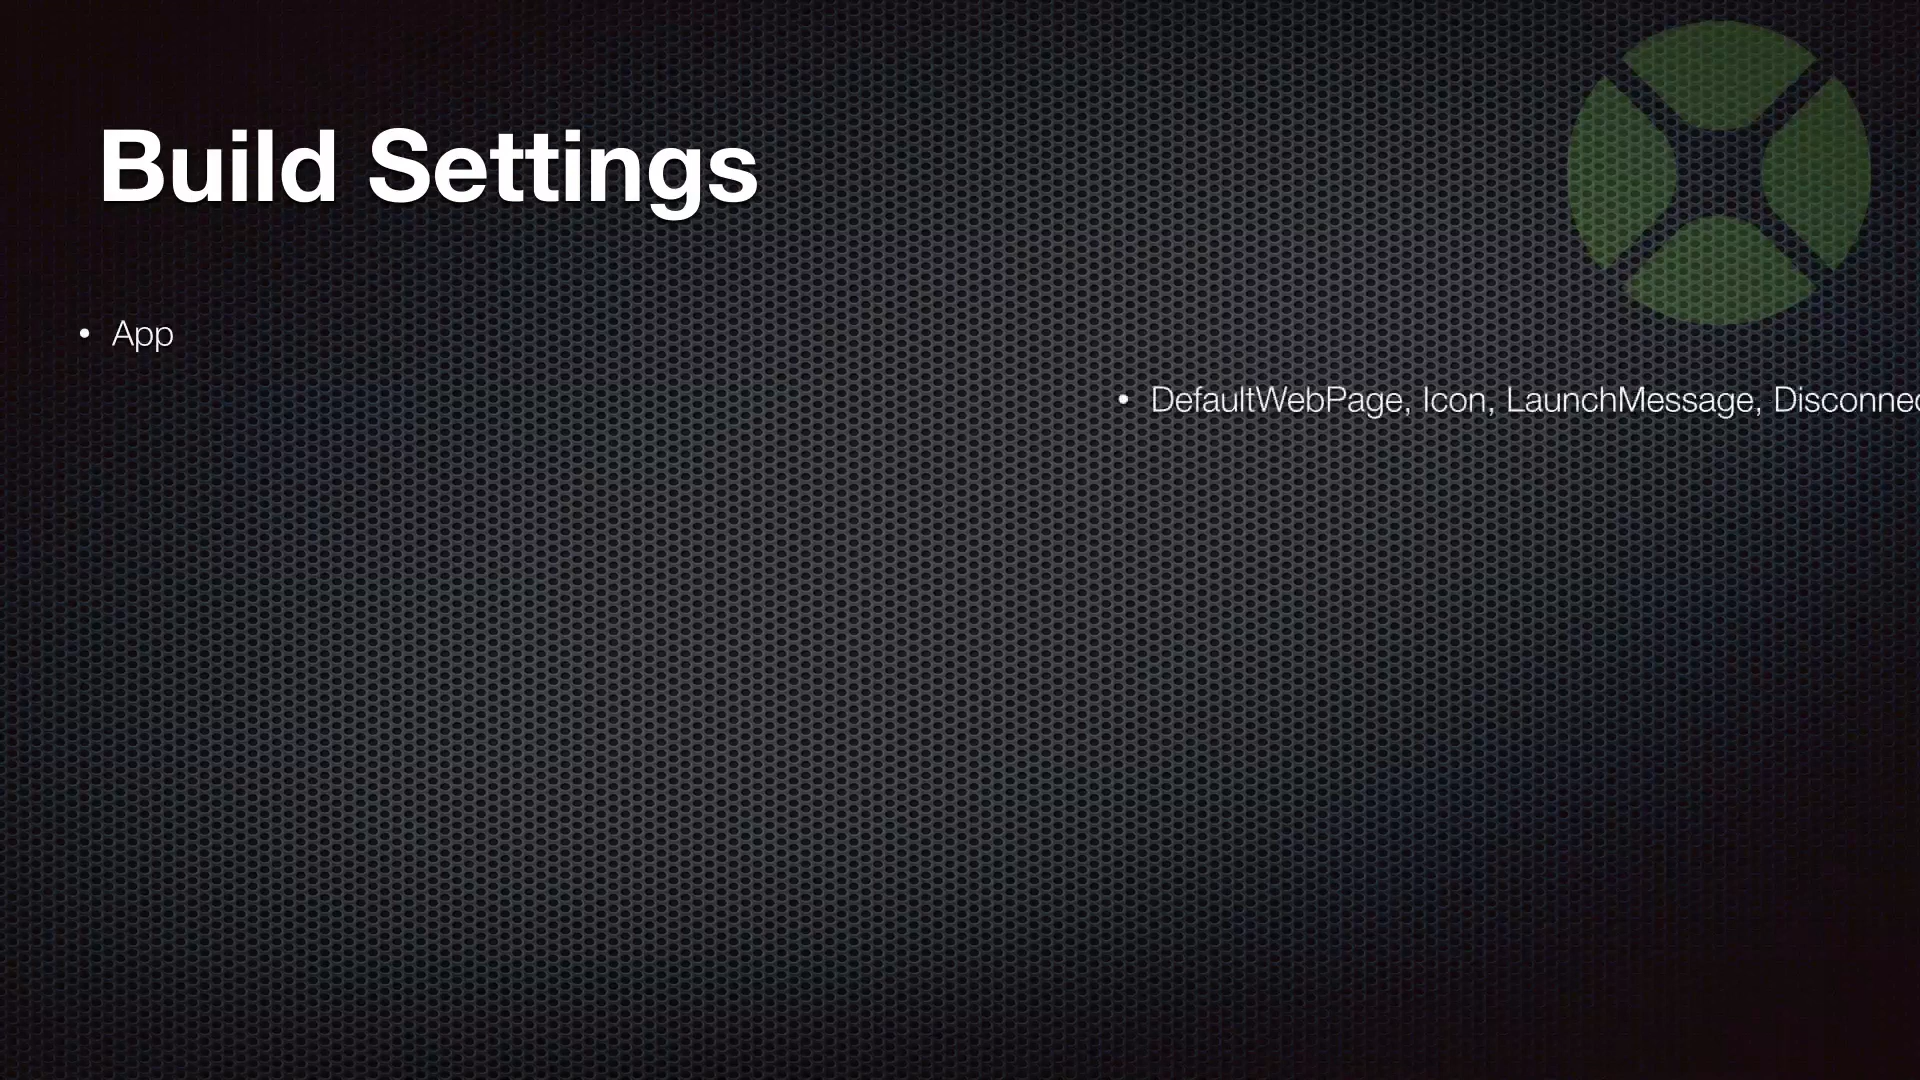 Build Settings
• App
• DefaultWebPage, Icon, LaunchMessage,